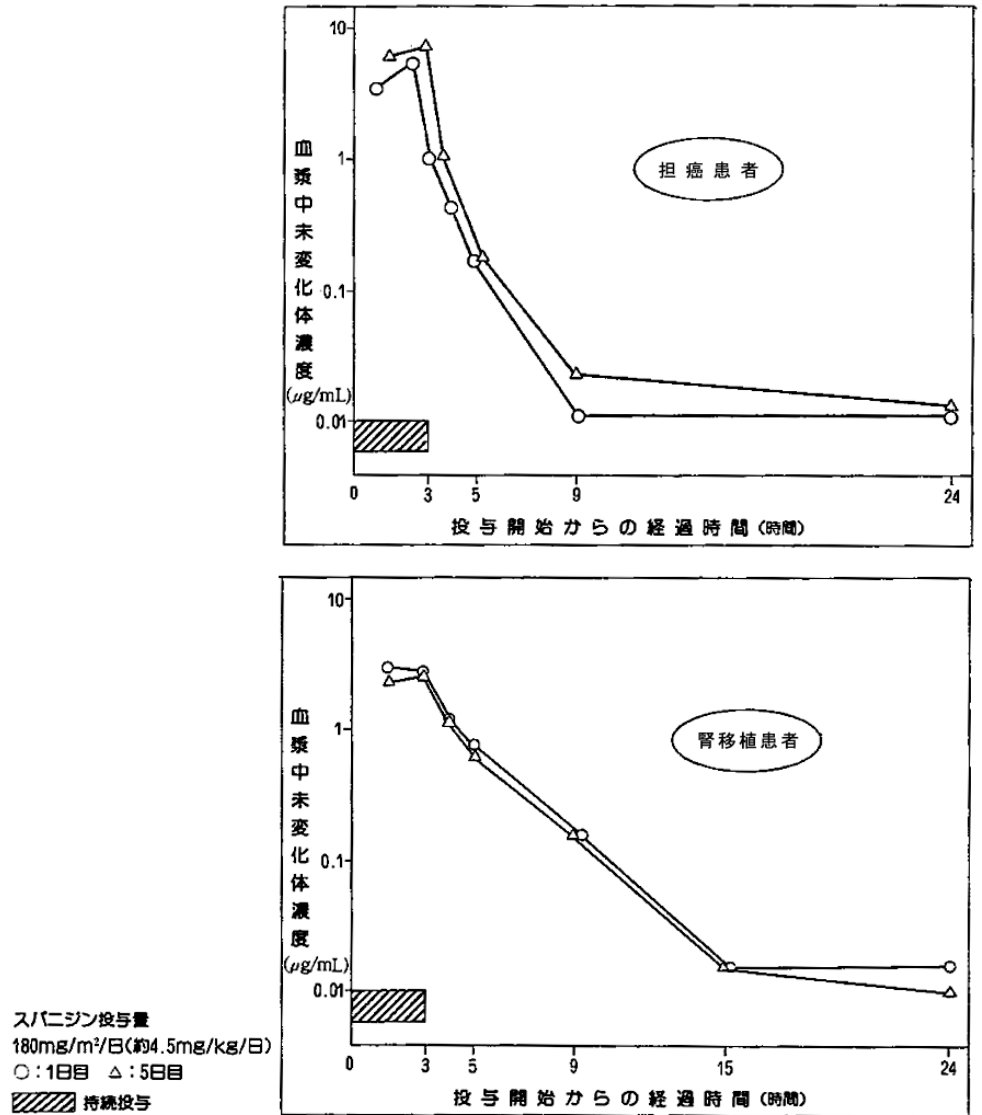 10
1
0.1
0.01
血漿中未変化体濃度
(μg/mL)
担癌患者
0 3 5 9 24
投与開始からの経過時間(時間)
10
1
0.1
0.01
血漿中未変化体濃度
(μg/mL)
腎移植患者
0 3 5 9 15 24
投与開始からの経過時間(時間)
スパニジン投与量
180mg/m²/日(約4.5mg/kg/日)
○:1日目 △:5日目
持続投与